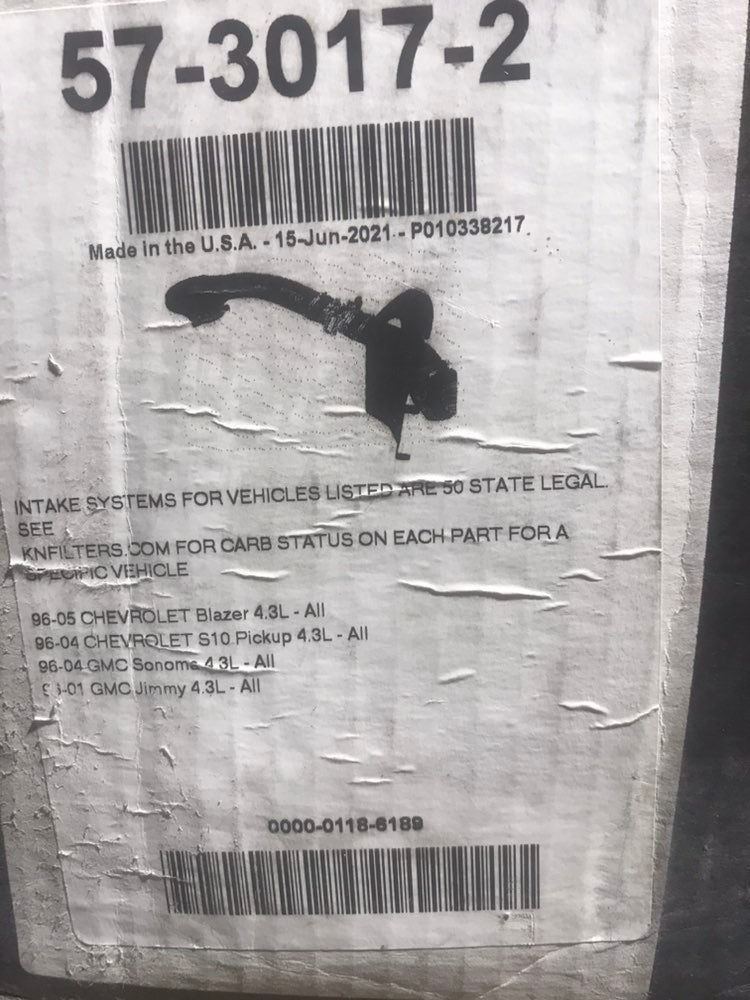 57-3017-2
Made in the U.S.A. - 15-Jun-2021 - P010338217
INTAKE SYSTEMS FOR VEHICLES LISTED ARE 50 STATE LEGAL.
SEE
KNFILTERS.COM FOR CARB STATUS ON EACH PART FOR A
SPECIFIC VEHICLE
96-05 CHEVROLET Blazer 4.3L - All
96-04 CHEVROLET S10 Pickup 4.3L - All
96-04 GMC Sonoma 4.3L - All
-01 GMC Jimmy 4.3L - All
0000-0118-6189